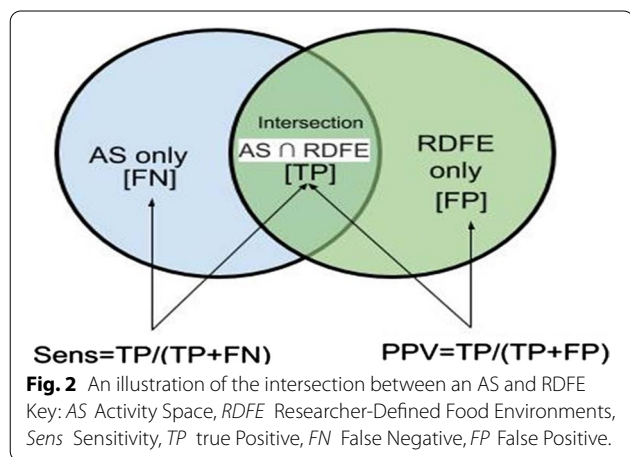 Intersection
AS ∩ RDFE
[TP]
AS only
[FN]
RDFE
only
[FP]
Sens=TP/(TP+FN)
PPV=TP/(TP+FP)
Fig. 2 An illustration of the intersection between an AS and RDFE
Key: AS Activity Space, RDFE Researcher-Defined Food Environments,
Sens Sensitivity, TP true Positive, FN False Negative, FP False Positive.